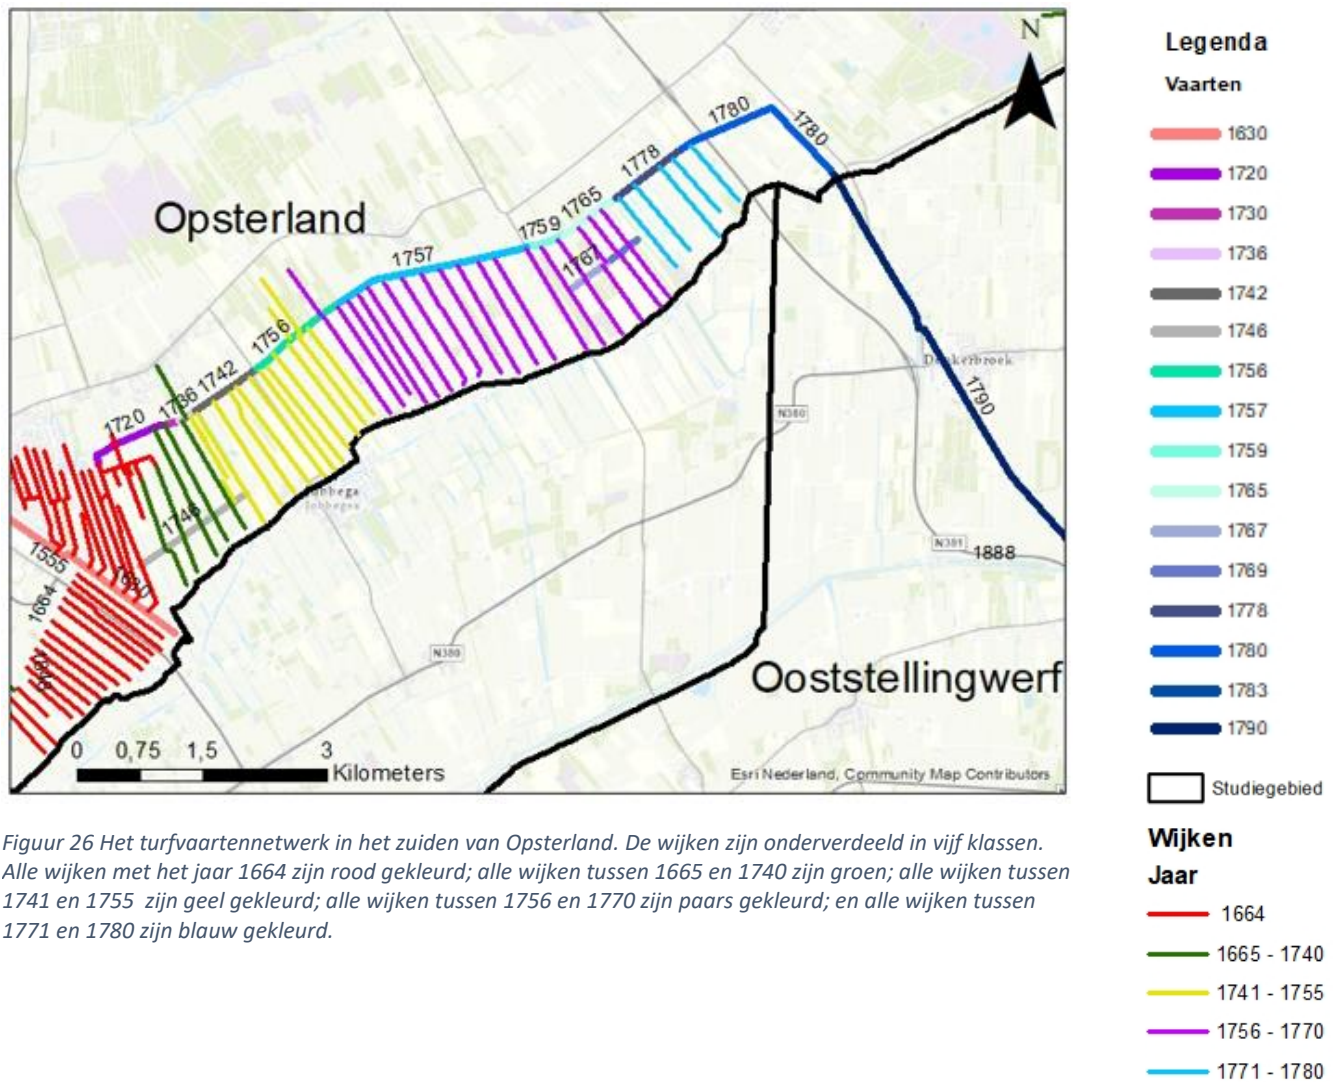 N
Opsterland
1780
1780
1778
1765
1759
1767
1757
1756
1742
1736
1720
1746
1555
1630
1664
1790
N380
N381
1888
N380
Ooststellingwerf
0 0,75 1,5 3
Kilometers
Esri Nederland, Community Map Contributors
Legenda
Vaarten
1630
1720
1730
1736
1742
1746
1756
1757
1759
1765
1767
1769
1778
1780
1783
1790
Studiegebied
Wijken
Jaar
1664
1665 - 1740
1741 - 1755
1756 - 1770
1771 - 1780
Figuur 26 Het turfvaartennetwerk in het zuiden van Opsterland. De wijken zijn onderverdeeld in vijf klassen.
Alle wijken met het jaar 1664 zijn rood gekleurd; alle wijken tussen 1665 en 1740 zijn groen; alle wijken tussen
1741 en 1755 zijn geel gekleurd; alle wijken tussen 1756 en 1770 zijn paars gekleurd; en alle wijken tussen
1771 en 1780 zijn blauw gekleurd.